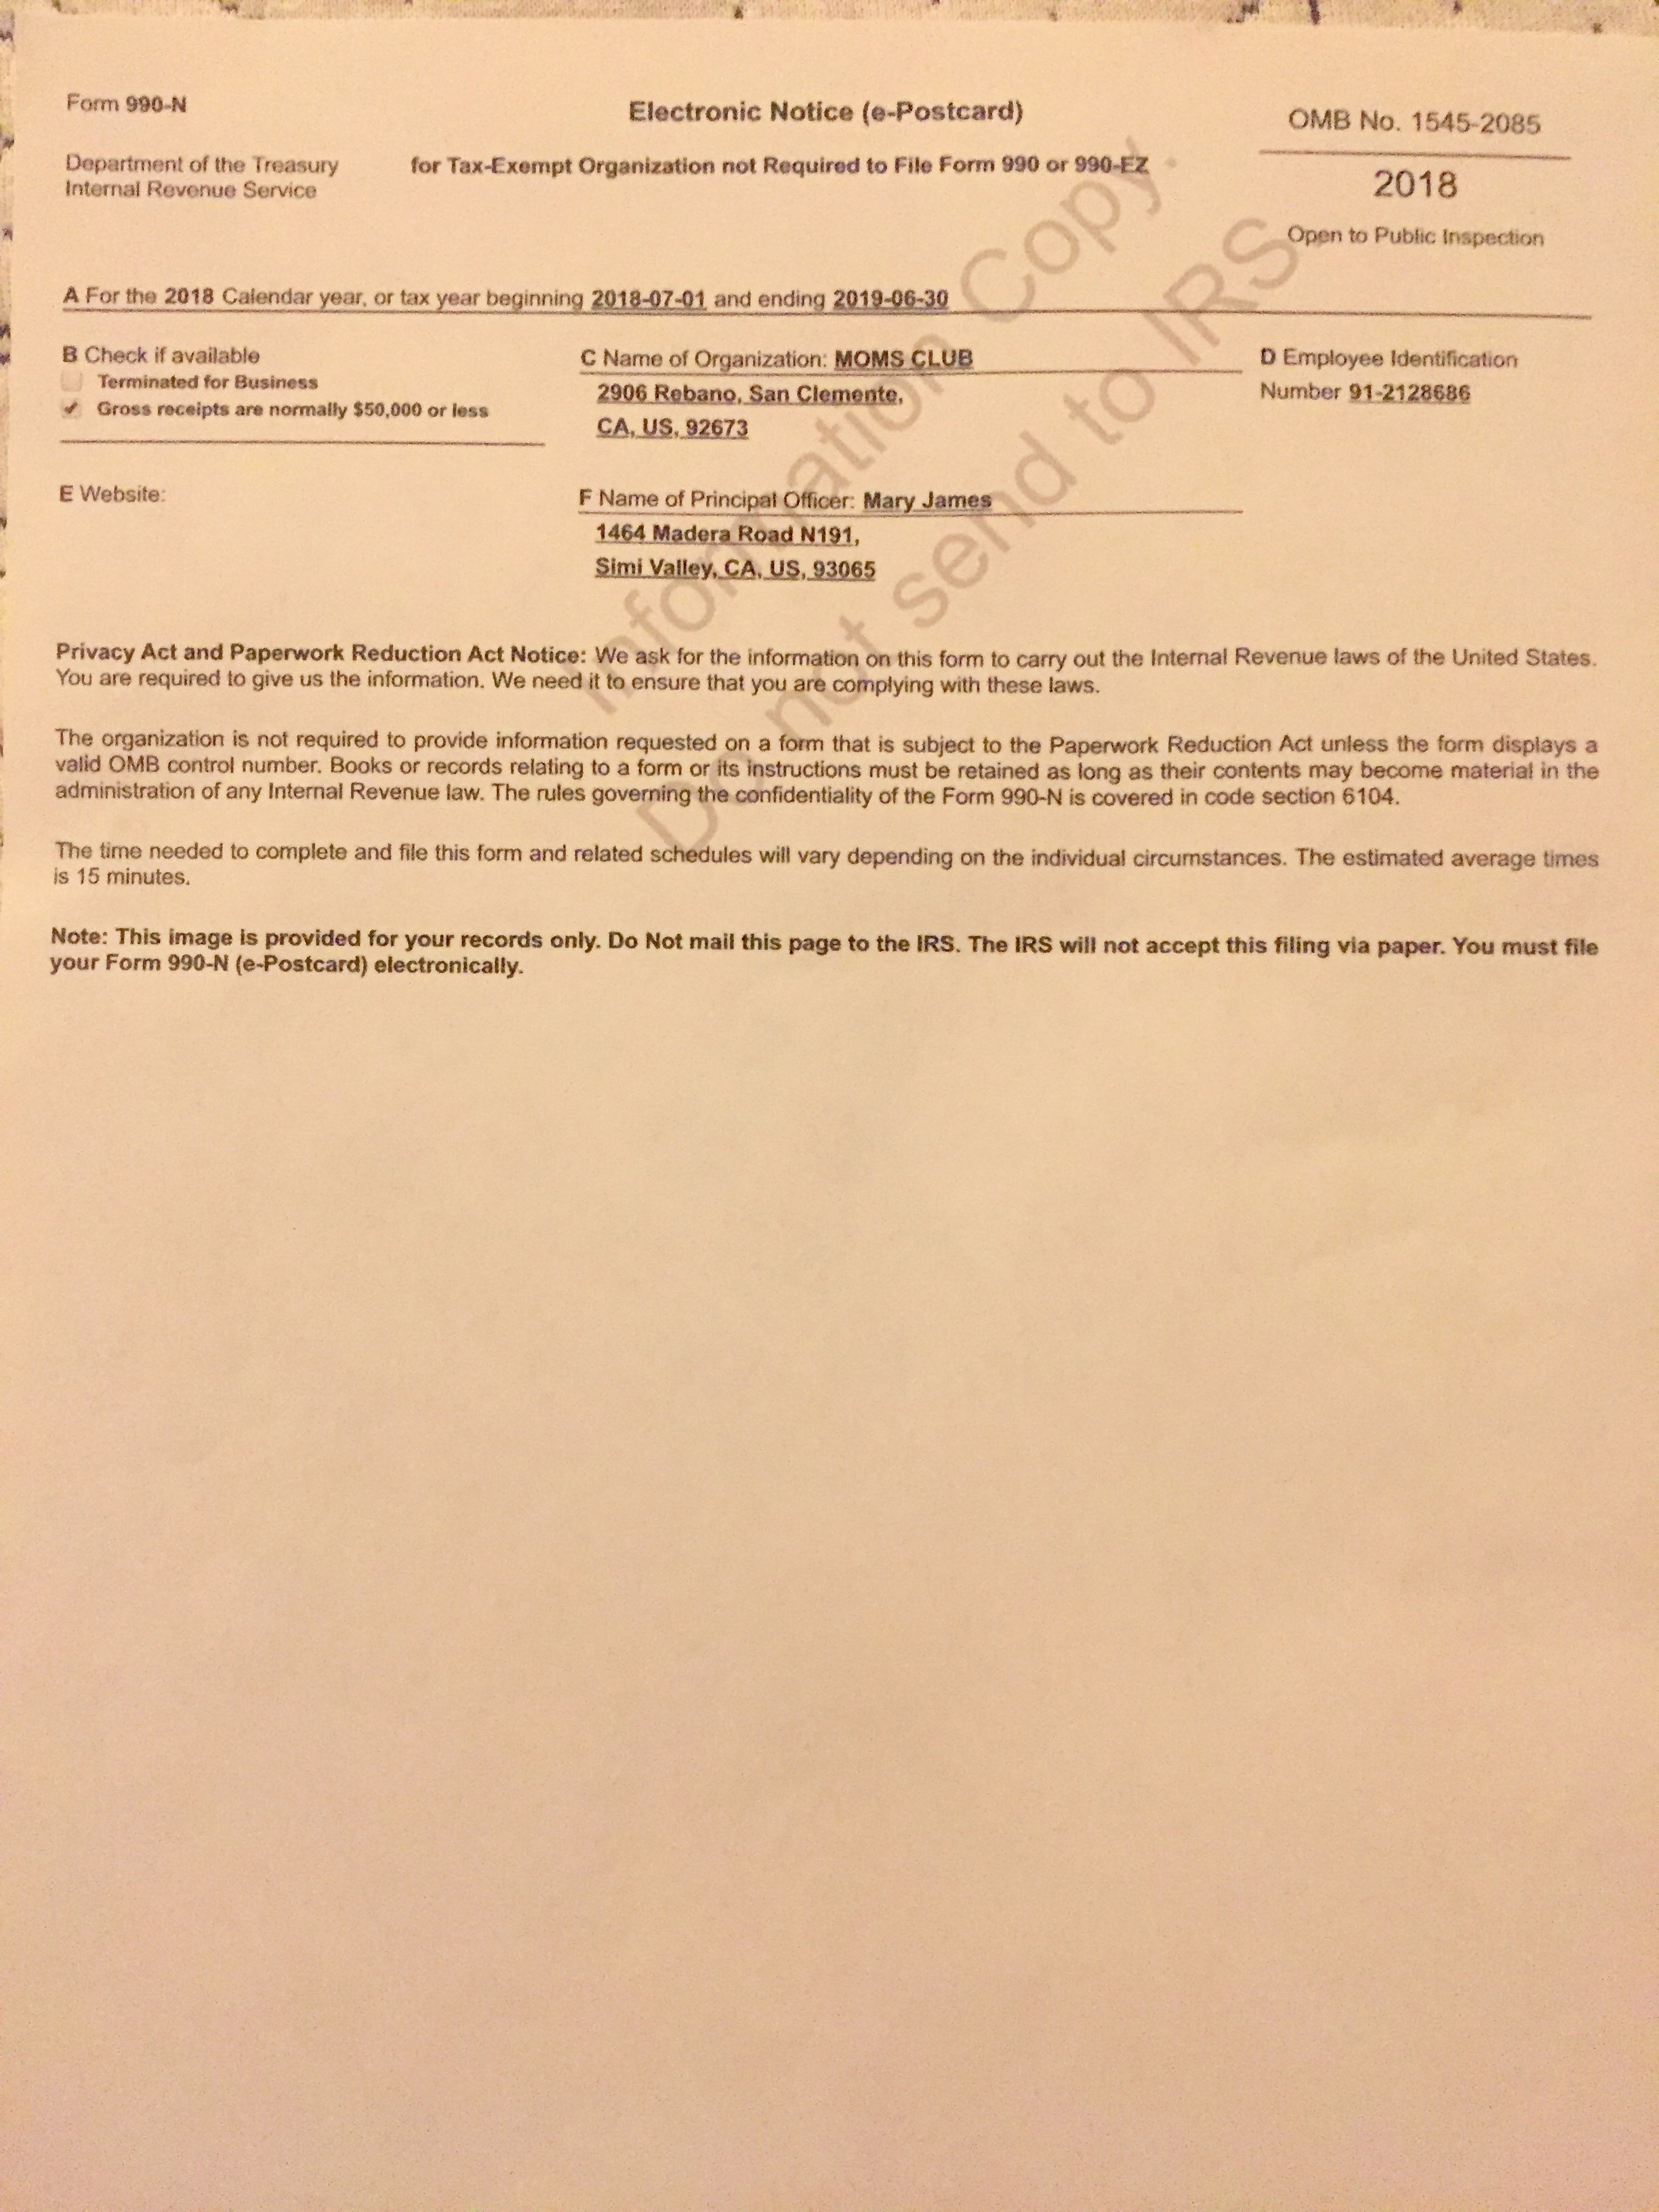 Form 990-N
Electronic Notice (e-Postcard)
OMB No. 1545-2085
Department of the Treasury
Internal Revenue Service
for Tax-Exempt Organization not Required to File Form 990 or 990-EZ
2018
Open to Public Inspection
A For the 2018 Calendar year, or tax year beginning 2018-07-01 and ending 2019-06-30
B Check if available
Terminated for Business
✔ Gross receipts are normally $50,000 or less
C Name of Organization: MOMS CLUB
2906 Rebano, San Clemente,
CA, US, 92673
D Employee Identification
Number 91-2128686
E Website:
F Name of Principal Officer: Mary James
1464 Madera Road N191,
Simi Valley, CA, US, 93065
Information Copy.
Do not send to IRS.
Privacy Act and Paperwork Reduction Act Notice: We ask for the information on this form to carry out the Internal Revenue laws of the United States.
You are required to give us the information. We need it to ensure that you are complying with these laws.
The organization is not required to provide information requested on a form that is subject to the Paperwork Reduction Act unless the form displays a
valid OMB control number. Books or records relating to a form or its instructions must be retained as long as their contents may become material in the
administration of any Internal Revenue law. The rules governing the confidentiality of the Form 990-N is covered in code section 6104.
The time needed to complete and file this form and related schedules will vary depending on the individual circumstances. The estimated average times
is 15 minutes.
Note: This image is provided for your records only. Do Not mail this page to the IRS. The IRS will not accept this filing via paper. You must file
your Form 990-N (e-Postcard) electronically.